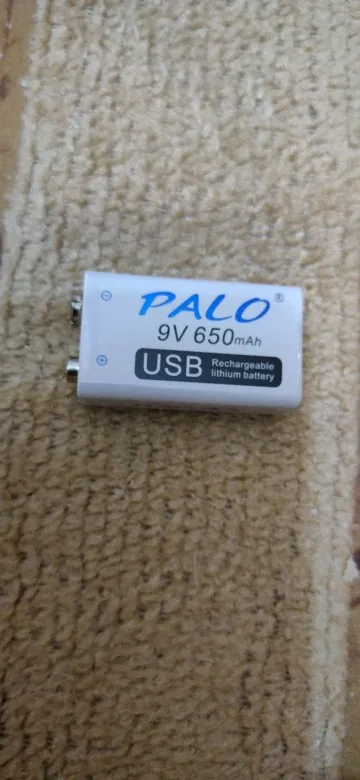 PALO®
9V 650mAh
USB Rechargeable
lithium battery
⊖
⊕